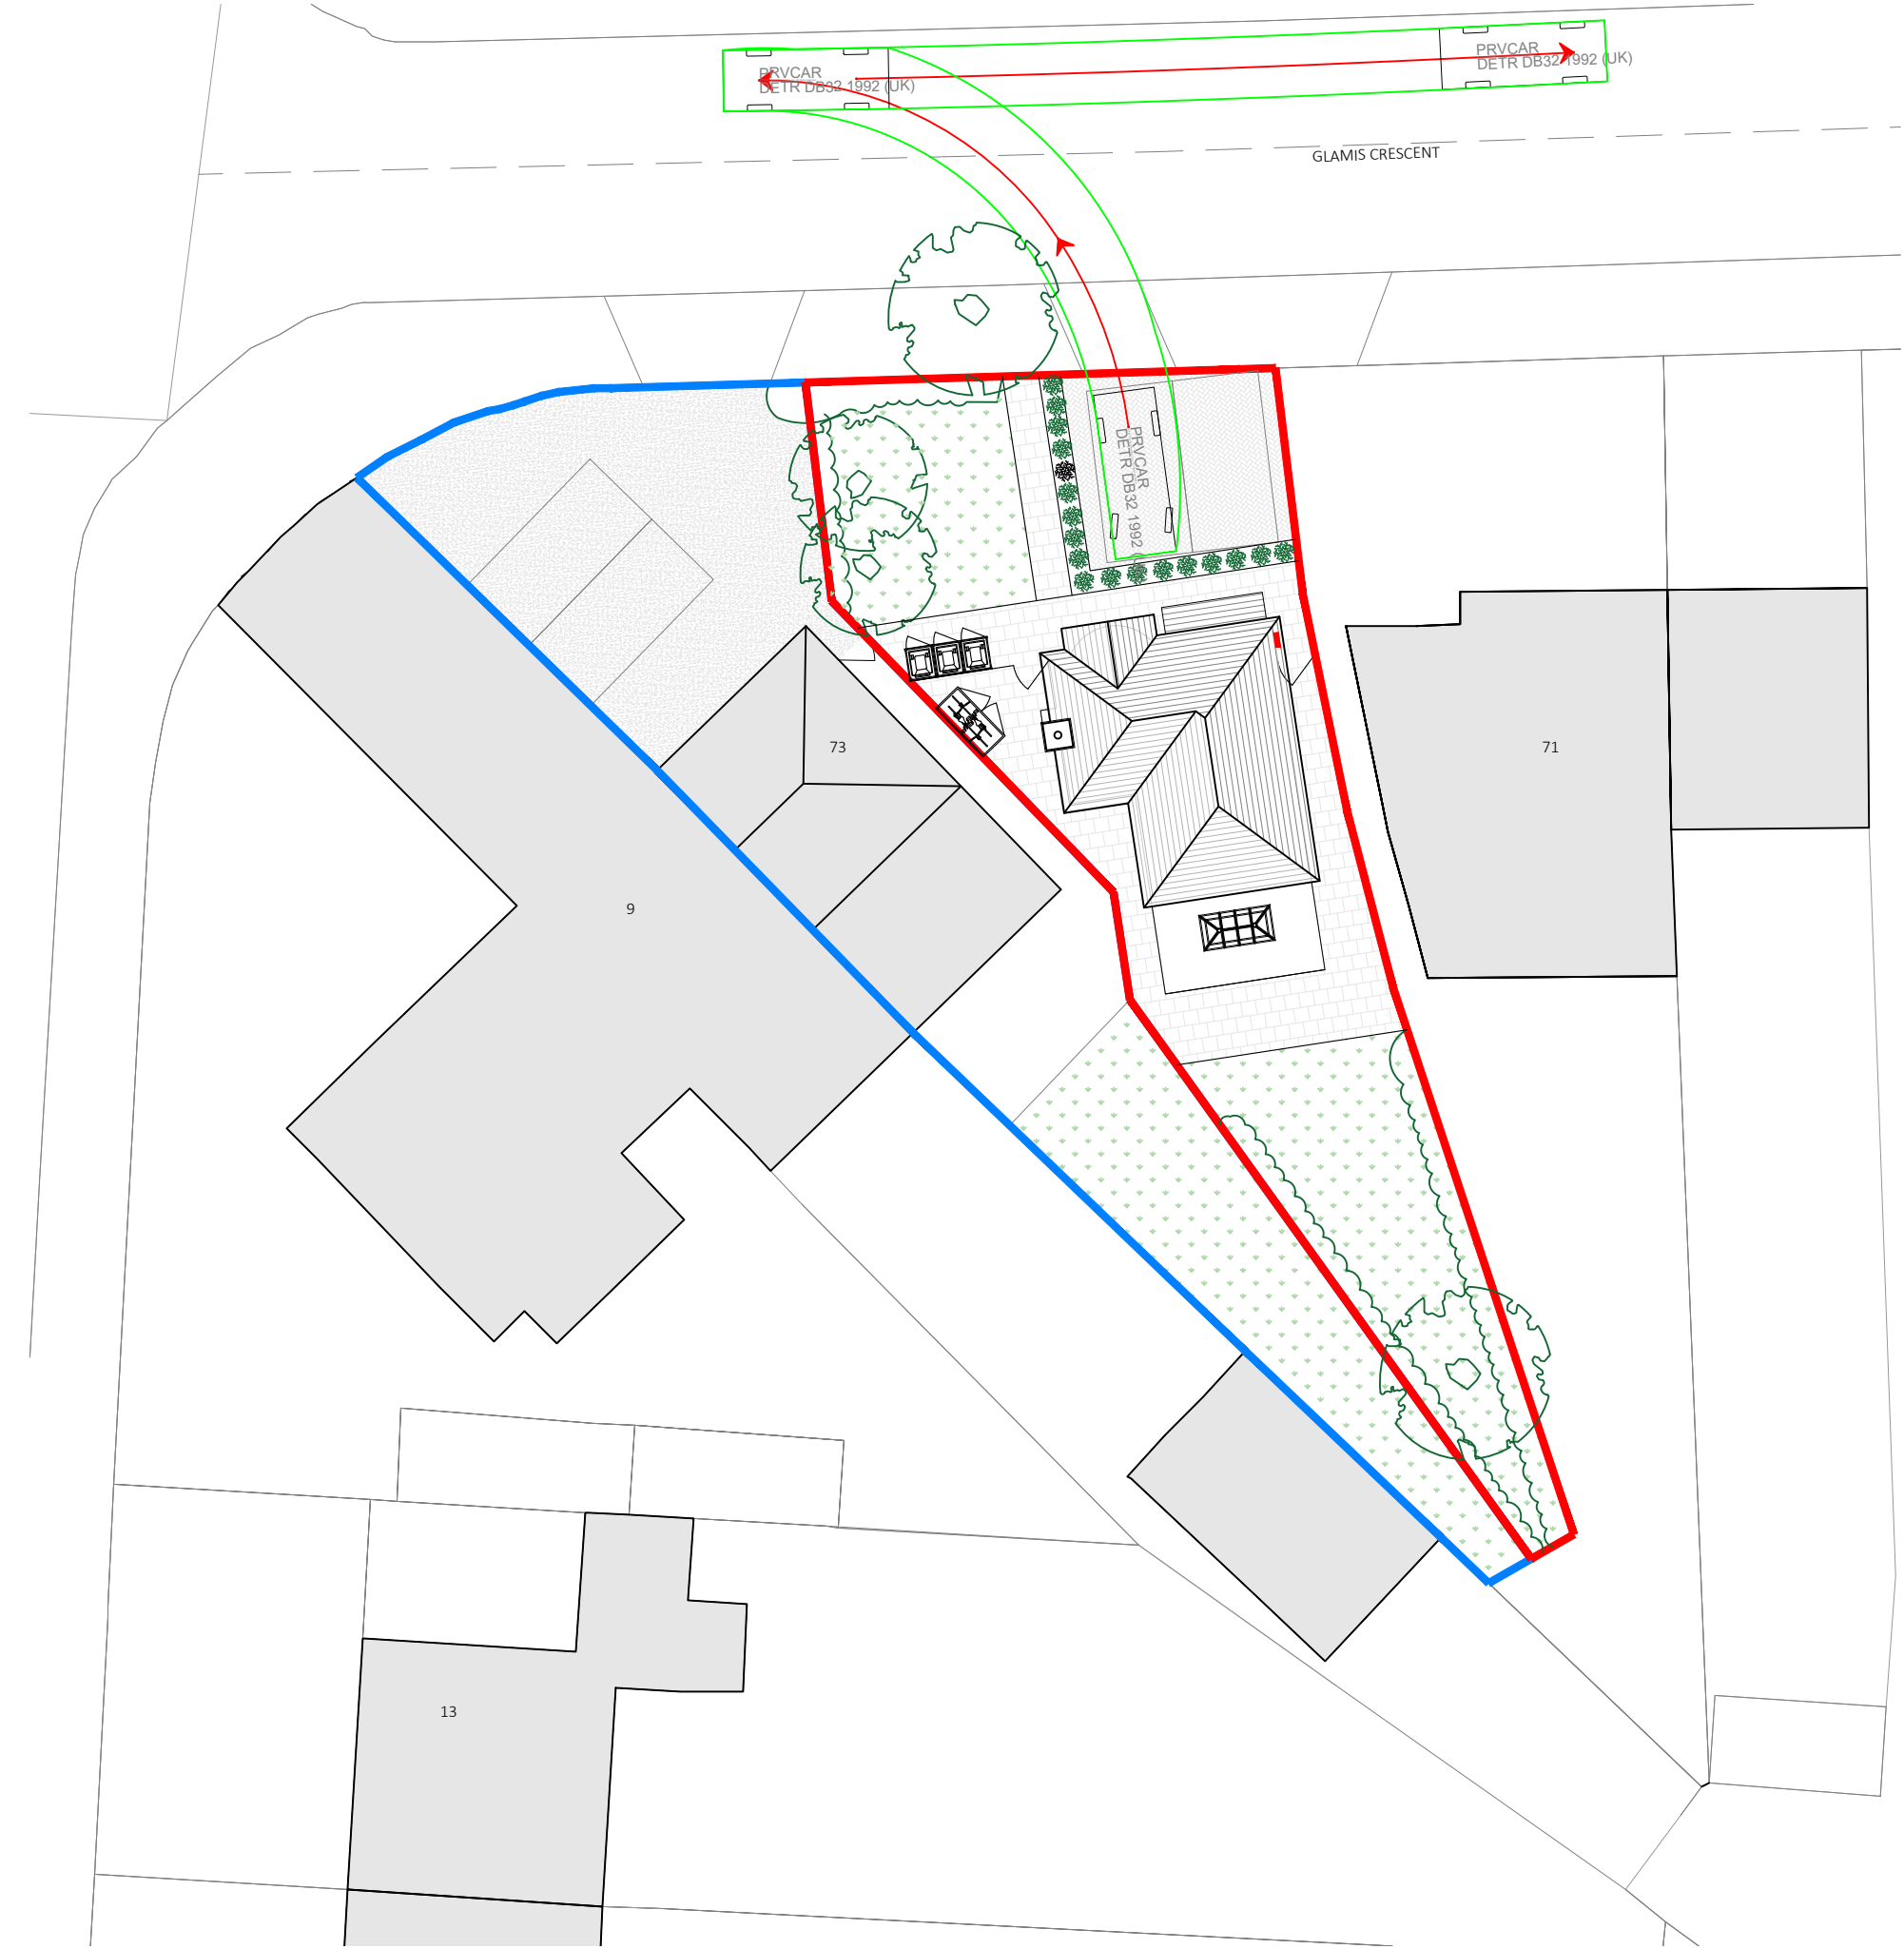 PRVCAR
DETR DB32 1992 (UK)
PRVCAR
DETR DB32 1992 (UK)
GLAMIS CRESCENT
PRVCAR
DETR DB32 1992 (
73
71
9
13